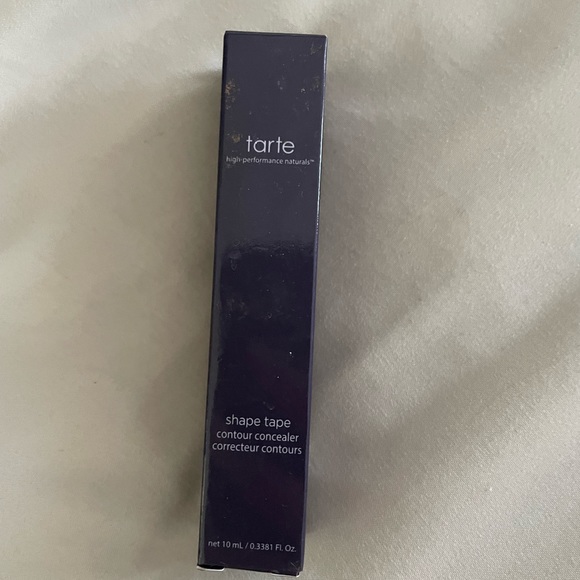 tarte
high-performance naturals™
shape tape
contour concealer
correcteur contours
net 10 mL / 0.3381 Fl. Oz.